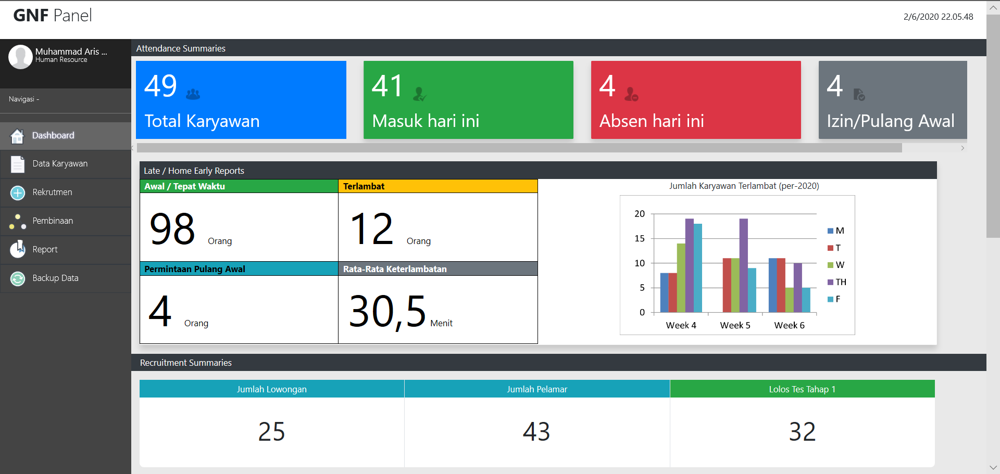 GNF Panel
2/6/2020 22.05.48
Muhammad Aris ...
Human Resource
Navigasi -
Dashboard
Data Karyawan
Rekrutmen
Pembinaan
Report
Backup Data
Attendance Summaries
49
Total Karyawan
41
Masuk hari ini
4
Absen hari ini
4
Izin/Pulang Awal
Late / Home Early Reports
Awal / Tepat Waktu
98 Orang
Terlambat
12 Orang
Permintaan Pulang Awal
4 Orang
Rata-Rata Keterlambatan
30,5 Menit
Jumlah Karyawan Terlambat (per-2020)
20
15
10
5
0
Week 4 Week 5 Week 6
M
T
W
TH
F
Recruitment Summaries
Jumlah Lowongan
25
Jumlah Pelamar
43
Lolos Tes Tahap 1
32